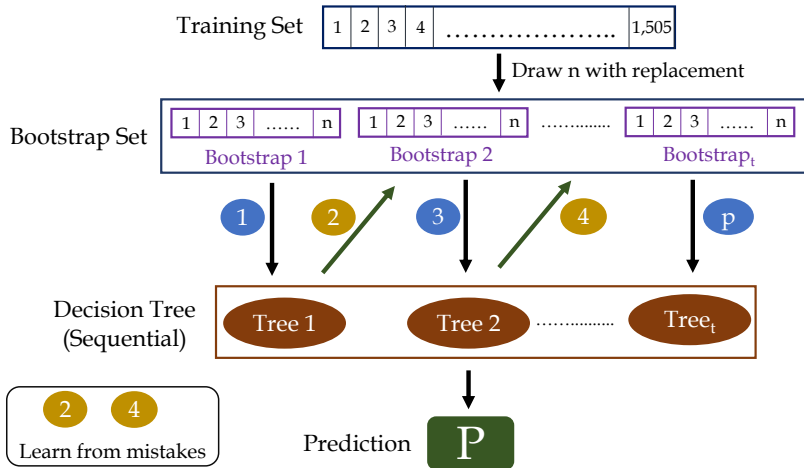 Training Set
1 2 3 4 ...................... 1,505
Draw n with replacement
Bootstrap Set
1 2 3 ...... n
Bootstrap 1
1 2 3 ...... n
Bootstrap 2
..............
1 2 3 ...... n
Bootstrapt
1
2
3
4
p
Decision Tree
(Sequential)
Tree 1
Tree 2
...............
Treet
2 4
Learn from mistakes
Prediction
P